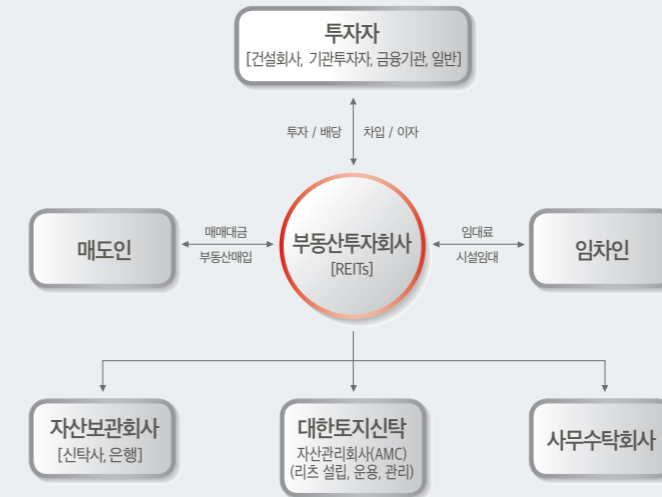 투자자
[건설회사, 기관투자자, 금융기관, 일반]
투자 / 배당 차입 / 이자
매도인
매매대금
부동산매입
부동산투자회사
[REITs]
임대료
시설임대
임차인
자산보관회사
[신탁사, 은행]
대한토지신탁
자산관리회사(AMC)
(리츠 설립, 운용, 관리)
사무수탁회사